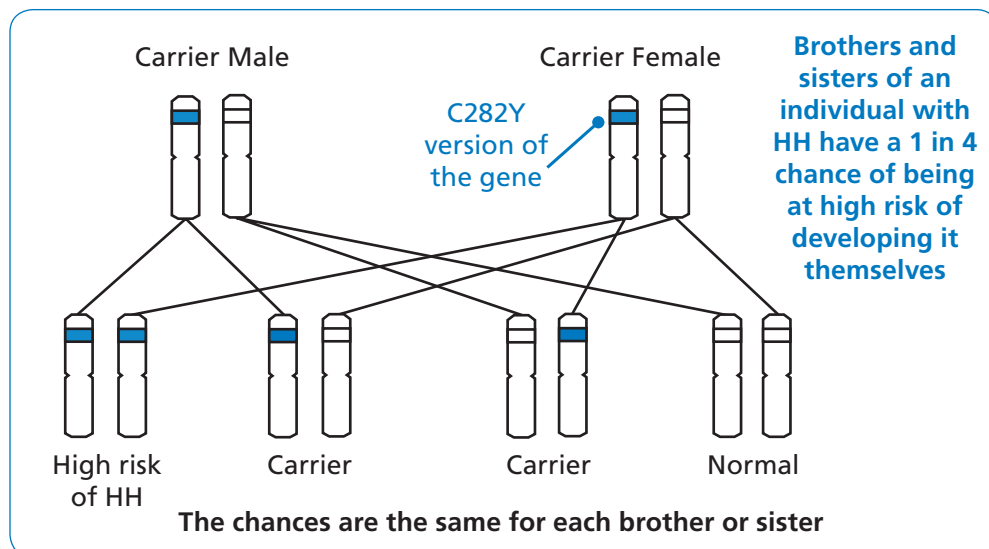 Carrier Male
Carrier Female
Brothers and
sisters of an
individual with
HH have a 1 in 4
chance of being
at high risk of
developing it
themselves
C282Y
version of
the gene
High risk
of HH
Carrier
Carrier
Normal
The chances are the same for each brother or sister